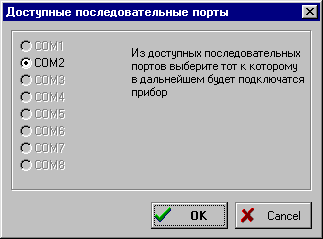 Доступные последовательные порты
COM1
COM2
COM3
COM4
COM5
COM6
COM7
COM8
Из доступных последовательных
портов выберите тот к которому
в дальнейшем будет подключатся
прибор
OK
Cancel